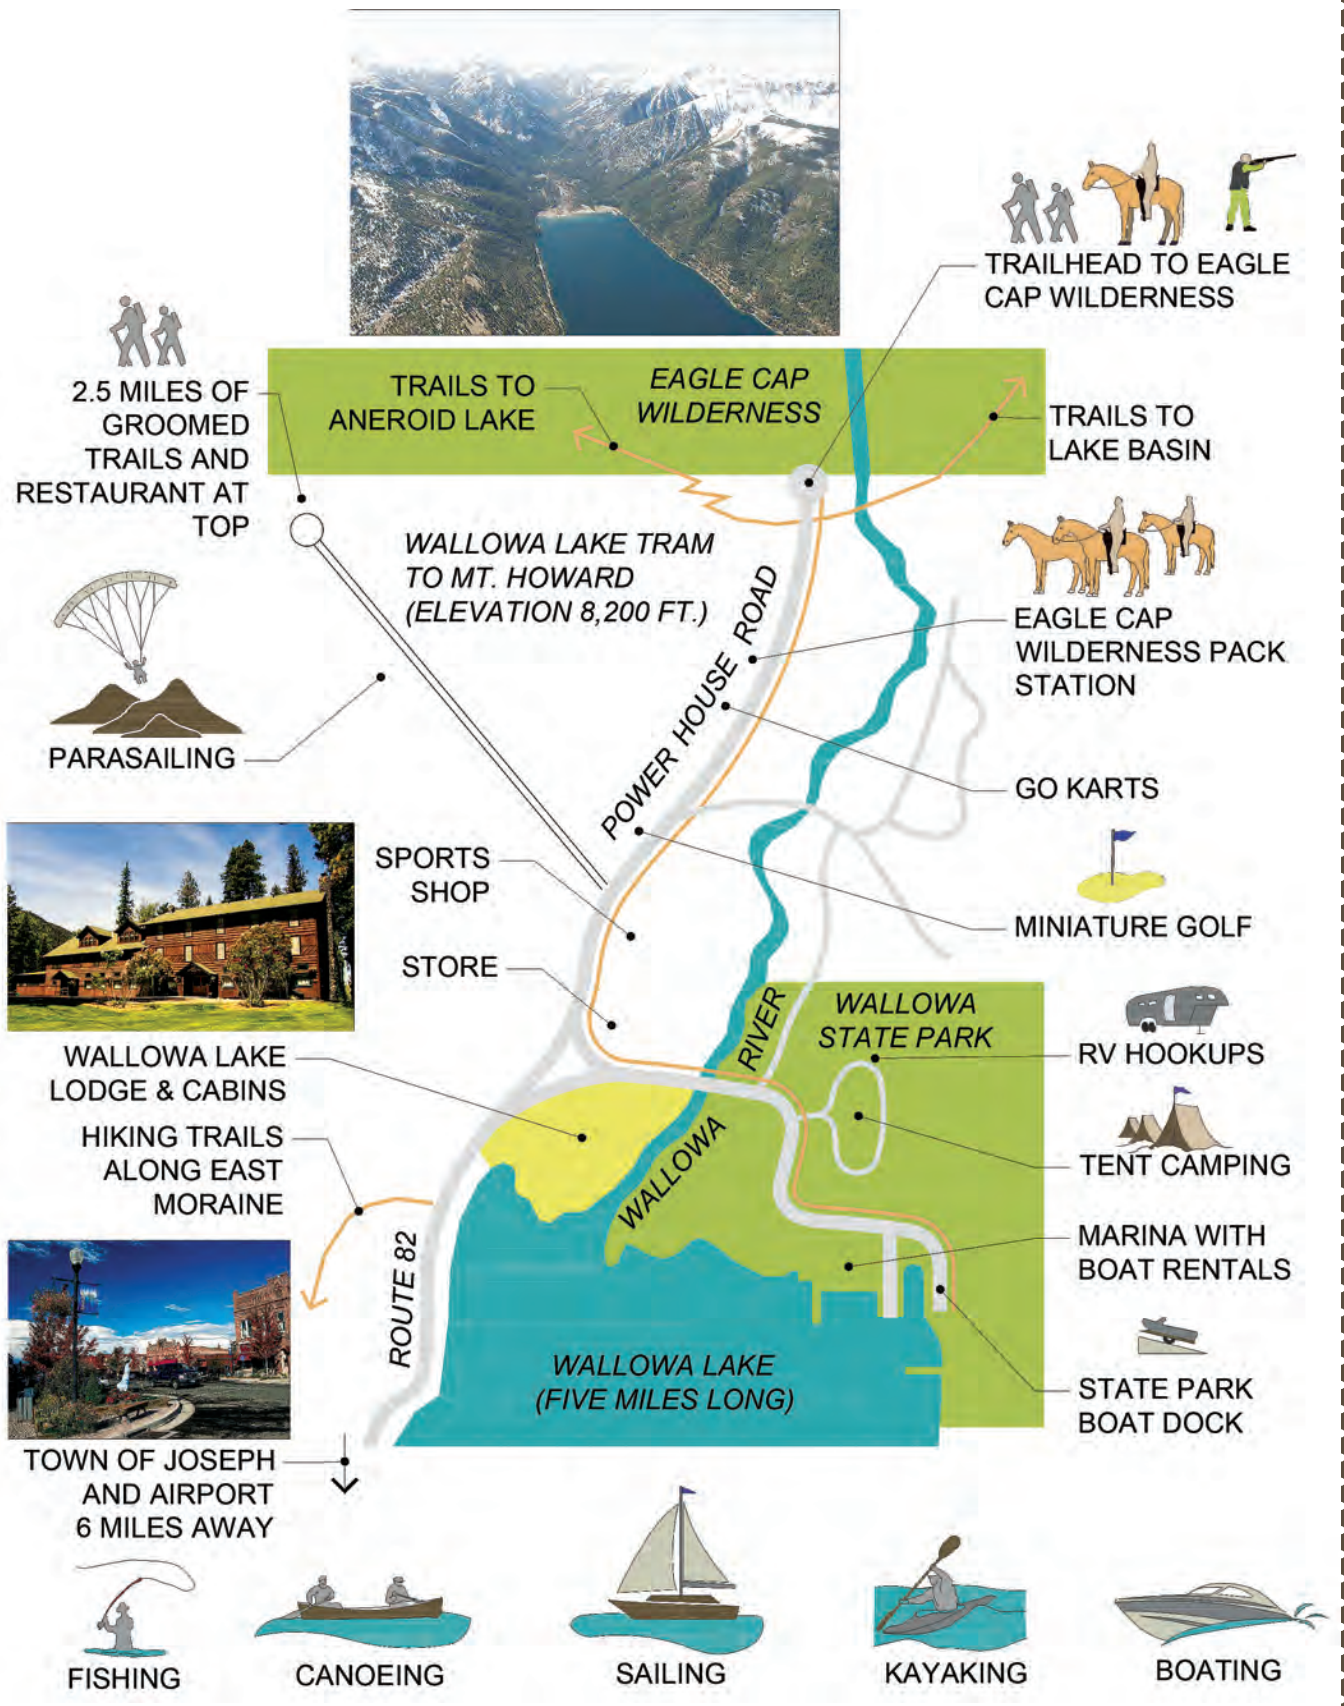 TRAILHEAD TO EAGLE
CAP WILDERNESS
2.5 MILES OF
GROOMED
TRAILS AND
RESTAURANT AT
TOP
TRAILS TO
ANEROID LAKE
EAGLE CAP
WILDERNESS
TRAILS TO
LAKE BASIN
WALLOWA LAKE TRAM
TO MT. HOWARD
(ELEVATION 8,200 FT.)
EAGLE CAP
WILDERNESS PACK
STATION
POWER HOUSE ROAD
PARASAILING
GO KARTS
SPORTS
SHOP
MINIATURE GOLF
STORE
WALLOWA
STATE PARK
WALLOWA RIVER
RV HOOKUPS
WALLOWA LAKE
LODGE & CABINS
HIKING TRAILS
ALONG EAST
MORAINE
TENT CAMPING
MARINA WITH
BOAT RENTALS
ROUTE 82
WALLOWA LAKE
(FIVE MILES LONG)
STATE PARK
BOAT DOCK
TOWN OF JOSEPH
AND AIRPORT
6 MILES AWAY
FISHING
CANOEING
SAILING
KAYAKING
BOATING